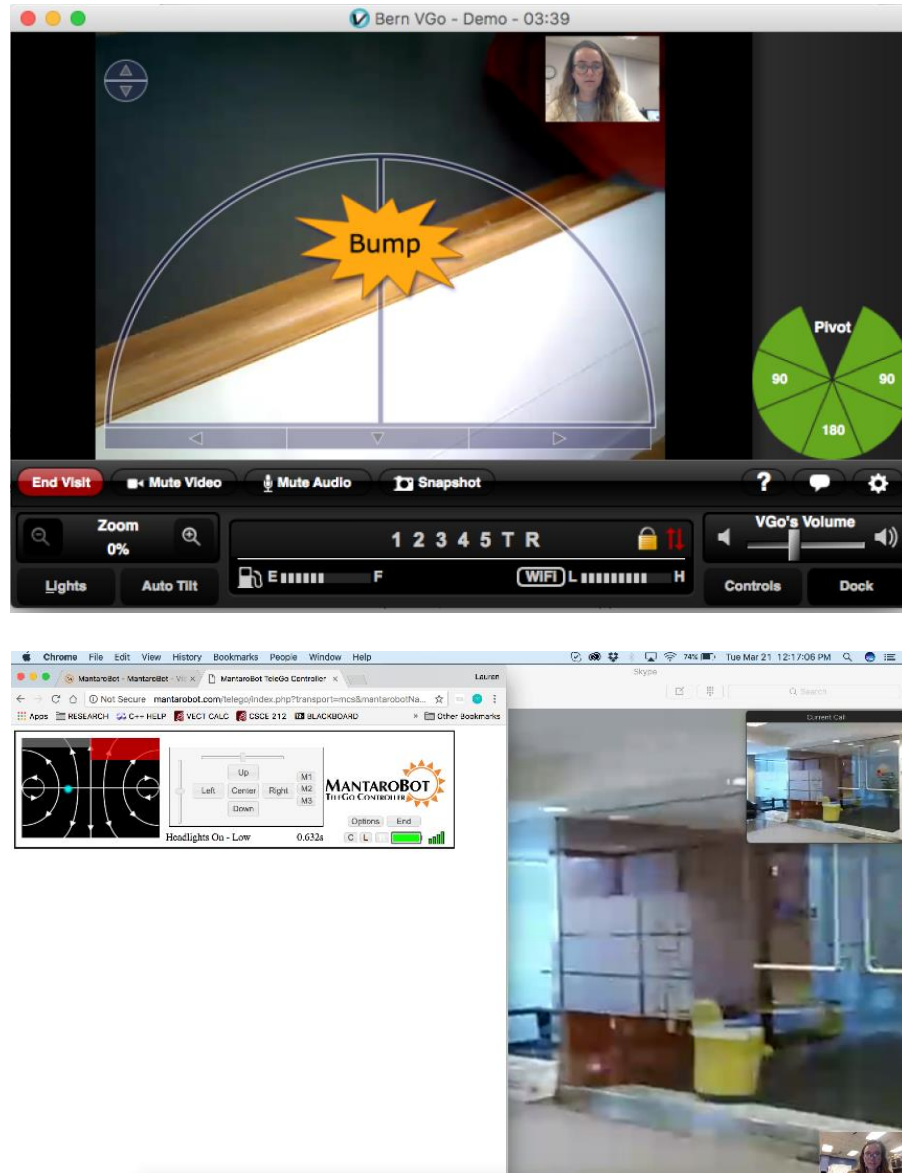 Bern VGo - Demo - 03:39
Bump
Pivot
90 90
180
End Visit Mute Video Mute Audio Snapshot ?
Zoom
0%
1 2 3 4 5 T R
VGo's Volume
E F WiFi L H
Lights Auto Tilt Controls Dock
Chrome File Edit View History Bookmarks People Window Help 74% Tue Mar 21 12:17:06 PM
MantaroBot TeleGo Controller Lauren
Skype
Not Secure mantarobot.com/telego/index.php?transport=mcs&mantarobotNa...
Search
Apps RESEARCH C++ HELP VECT CALC CSCE 212 BLACKBOARD » Other Bookmarks
Current Call
Up
M1
Left Center Right M2
M3
Down
MANTAROBOT
TELEGO CONTROLLER
Options End
Headlights On - Low 0.632s C L